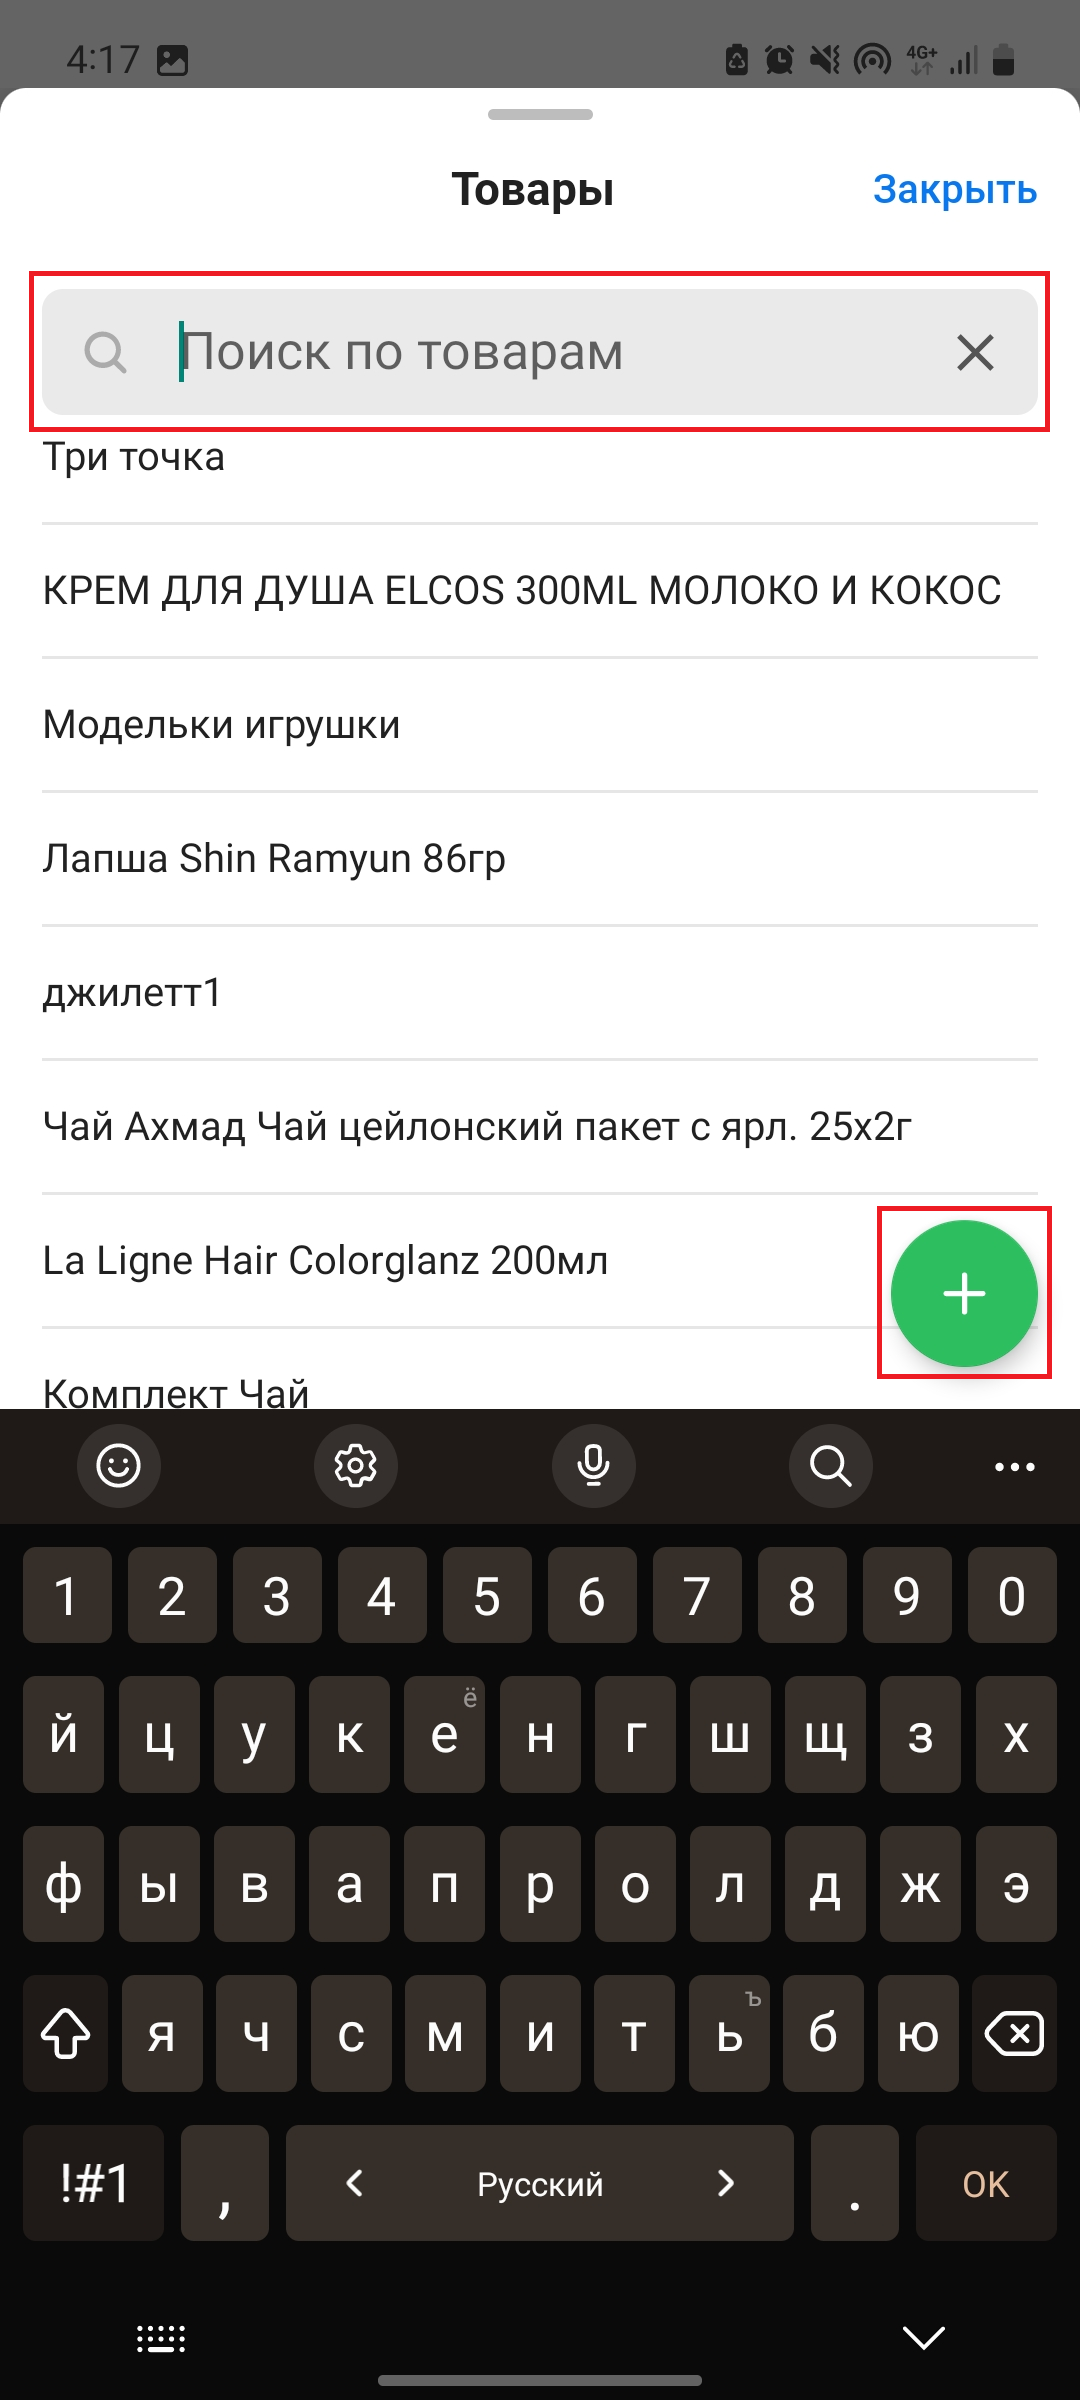 4:17
4G+
Товары
Закрыть
Поиск по товарам
Три точка
КРЕМ ДЛЯ ДУША ELCOS 300ML МОЛОКО И КОКОС
Модельки игрушки
Лапша Shin Ramyun 86гр
джилетт1
Чай Ахмад Чай цейлонский пакет с ярл. 25х2г
La Ligne Hair Colorglanz 200мл
Комплект Чай
1 2 3 4 5 6 7 8 9 0
й ц у к е ё н г ш щ з х
ф ы в а п р о л д ж э
я ч с м и т ь ъ б ю
!#1 , Русский . OK